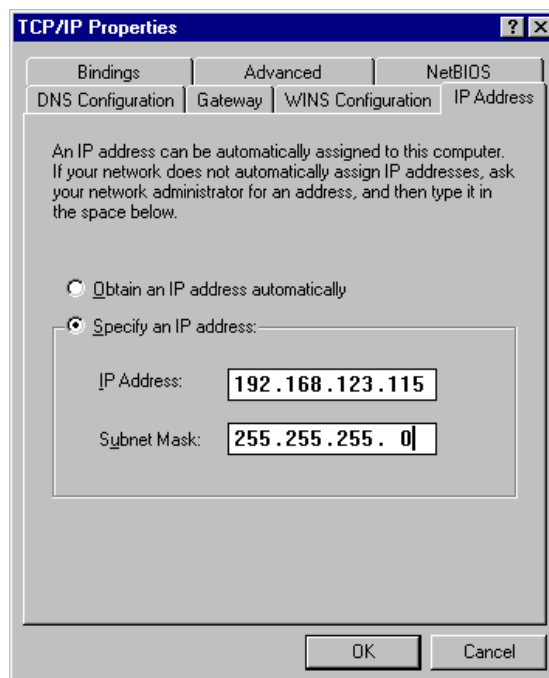 TCP/IP Properties
Bindings Advanced NetBIOS
DNS Configuration Gateway WINS Configuration IP Address
An IP address can be automatically assigned to this computer.
If your network does not automatically assign IP addresses, ask
your network administrator for an address, and then type it in
the space below.
Obtain an IP address automatically
Specify an IP address:
IP Address: 192.168.123.115
Subnet Mask: 255.255.255. 0
OK Cancel